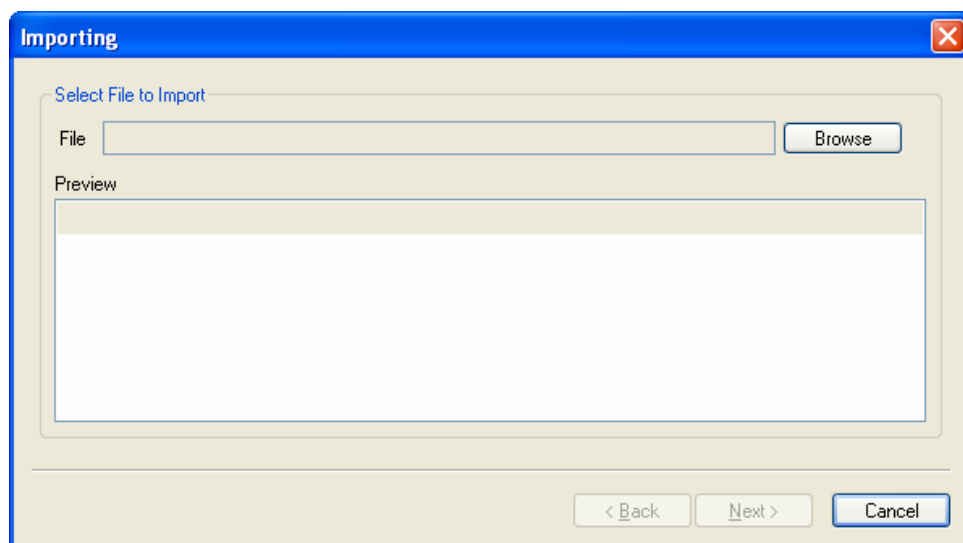 Importing
Select File to Import
File
Browse
Preview
< Back
Next >
Cancel